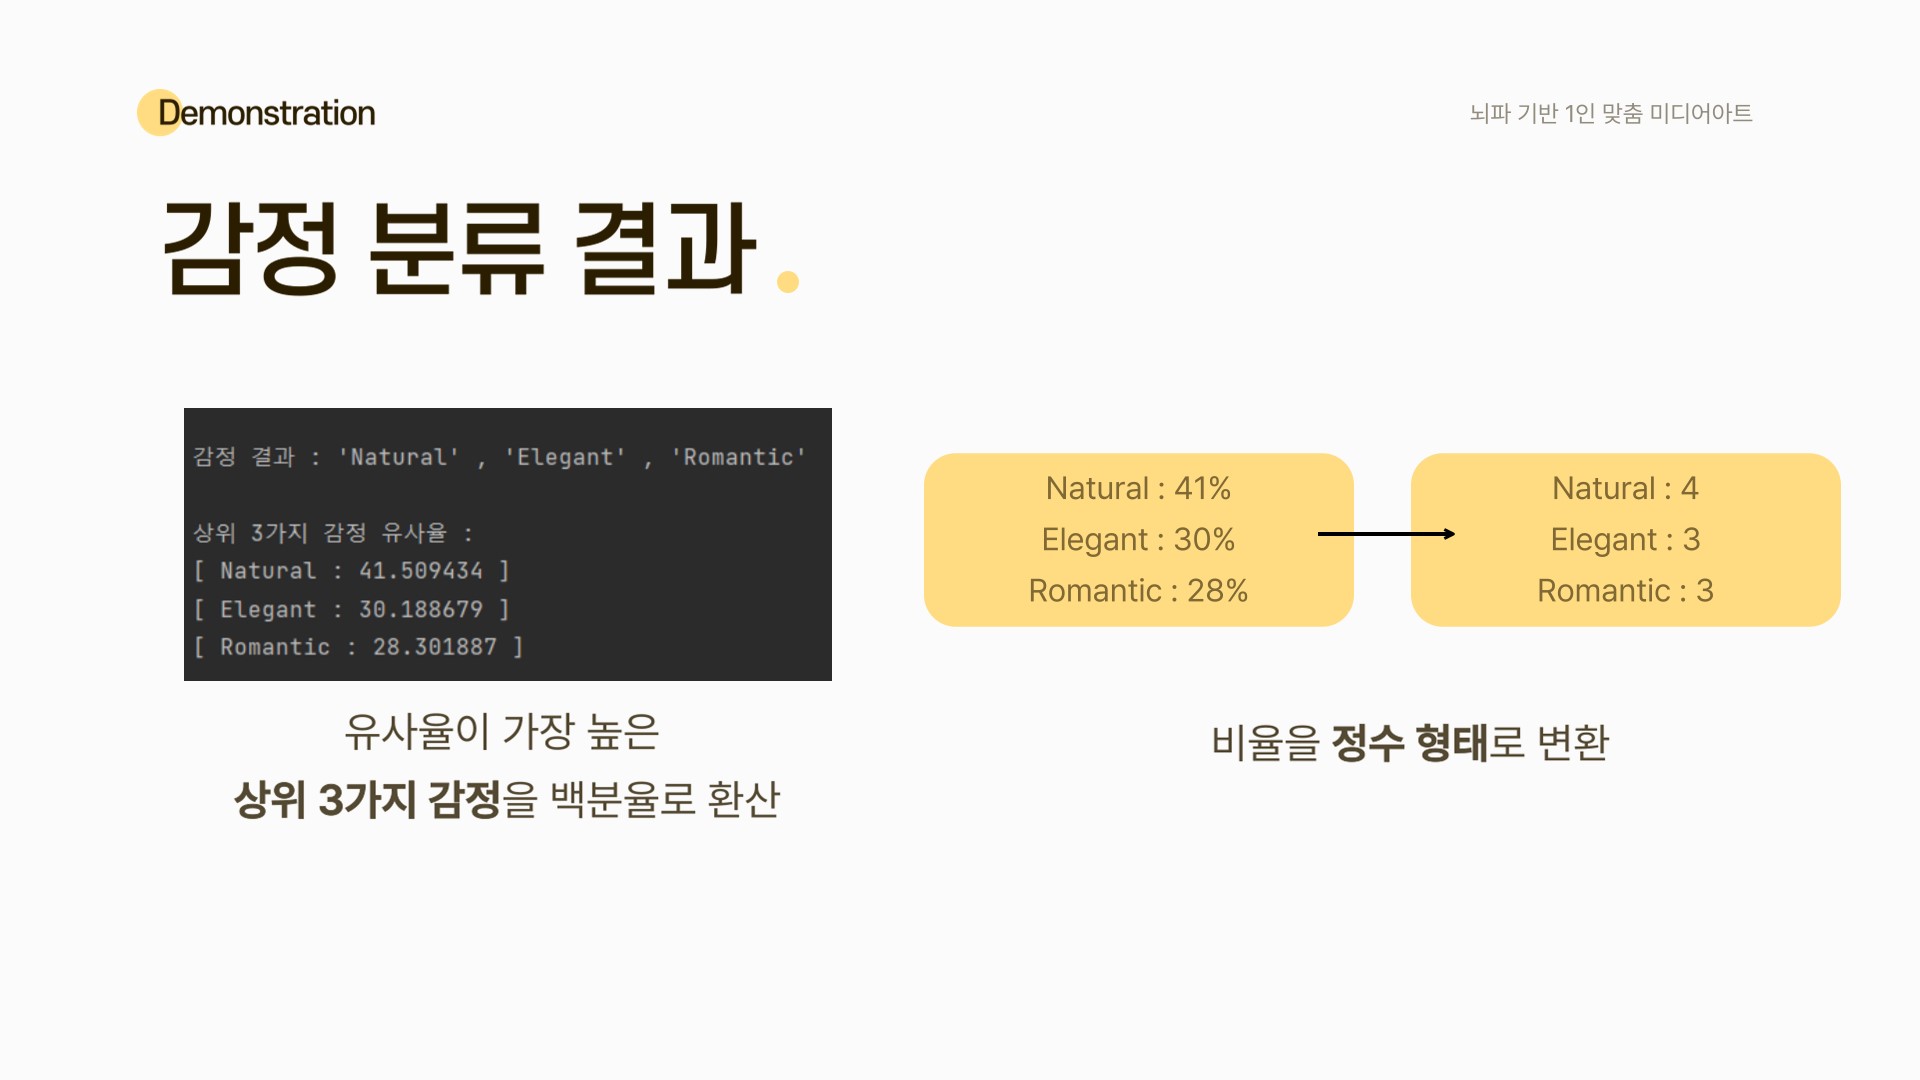 Demonstration
뇌파 기반 1인 맞춤 미디어아트
감정 분류 결과.
감정 결과 : 'Natural' , 'Elegant' , 'Romantic'
상위 3가지 감정 유사율 :
[ Natural : 41.509434 ]
[ Elegant : 30.188679 ]
[ Romantic : 28.301887 ]
유사율이 가장 높은
상위 3가지 감정을 백분율로 환산
Natural : 41%
Elegant : 30%
Romantic : 28%
Natural : 4
Elegant : 3
Romantic : 3
비율을 정수 형태로 변환